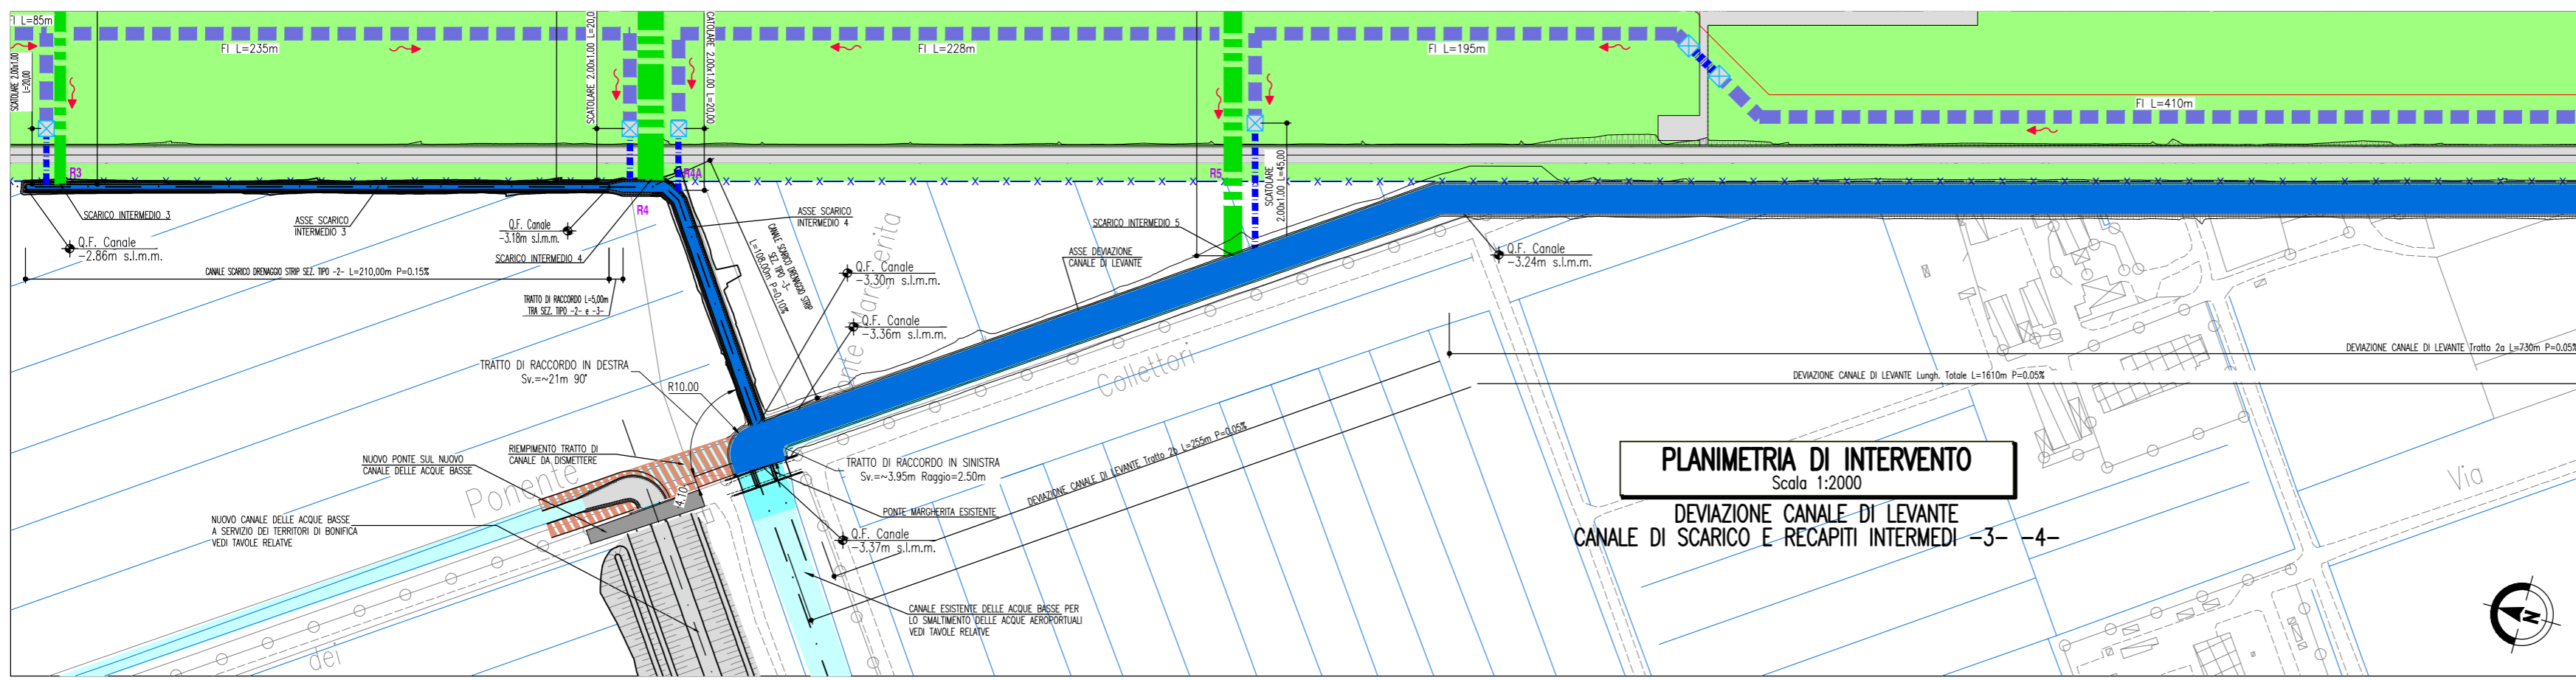 FI L=85m
FI L=235m
FI L=228m
FI L=195m
FI L=410m
SCATOLARE 2.00x1.00
L=20,00
SCATOLARE 2.00x1.00 L=20,0
CATOLARE 2.00x1.00 L=20,00
SCATOLARE
2.00x1.00 L=45,00
R3
R4A
R4
R5
SCARICO INTERMEDIO 3
ASSE SCARICO
INTERMEDIO 3
Q.F. Canale
-2.86m s.l.m.m.
Q.F. Canale
-3.18m s.l.m.m.
SCARICO INTERMEDIO 4
CANALE SCARICO DRENAGGIO STRIP SEZ. TIPO -2- L=210,00m P=0.15%
TRATTO DI RACCORDO L=5,00m
TRA SEZ. TIPO -2- e -3-
ASSE SCARICO
INTERMEDIO 4
CANALE SCARICO DRENAGGIO STRIP
SEZ. TIPO -3-
L=108,00m P=0.10%
Q.F. Canale
-3.30m s.l.m.m.
Q.F. Canale
-3.36m s.l.m.m.
SCARICO INTERMEDIO 5
ASSE DEVIAZIONE
CANALE DI LEVANTE
Q.F. Canale
-3.24m s.l.m.m.
Collettori
TRATTO DI RACCORDO IN DESTRA
Sv.=~21m 90°
R10.00
DEVIAZIONE CANALE DI LEVANTE Tratto 2a L=730m P=0.05%
DEVIAZIONE CANALE DI LEVANTE Lungh. Totale L=1610m P=0.05%
DEVIAZIONE CANALE DI LEVANTE Tratto 2b L=255m P=0.05%
RIEMPIMENTO TRATTO DI
CANALE DA DISMETTERE
NUOVO PONTE SUL NUOVO
CANALE DELLE ACQUE BASSE
Ponente
4.10
TRATTO DI RACCORDO IN SINISTRA
Sv.=~3.95m Raggio=2.50m
PONTE MARGHERITA ESISTENTE
NUOVO CANALE DELLE ACQUE BASSE
A SERVIZIO DEI TERRITORI DI BONIFICA
VEDI TAVOLE RELATIVE
Q.F. Canale
-3.37m s.l.m.m.
CANALE ESISTENTE DELLE ACQUE BASSE PER
LO SMALTIMENTO DELLE ACQUE AEROPORTUALI
VEDI TAVOLE RELATVE
dei
PLANIMETRIA DI INTERVENTO
Scala 1:2000
DEVIAZIONE CANALE DI LEVANTE
CANALE DI SCARICO E RECAPITI INTERMEDI -3- -4-
Via
N